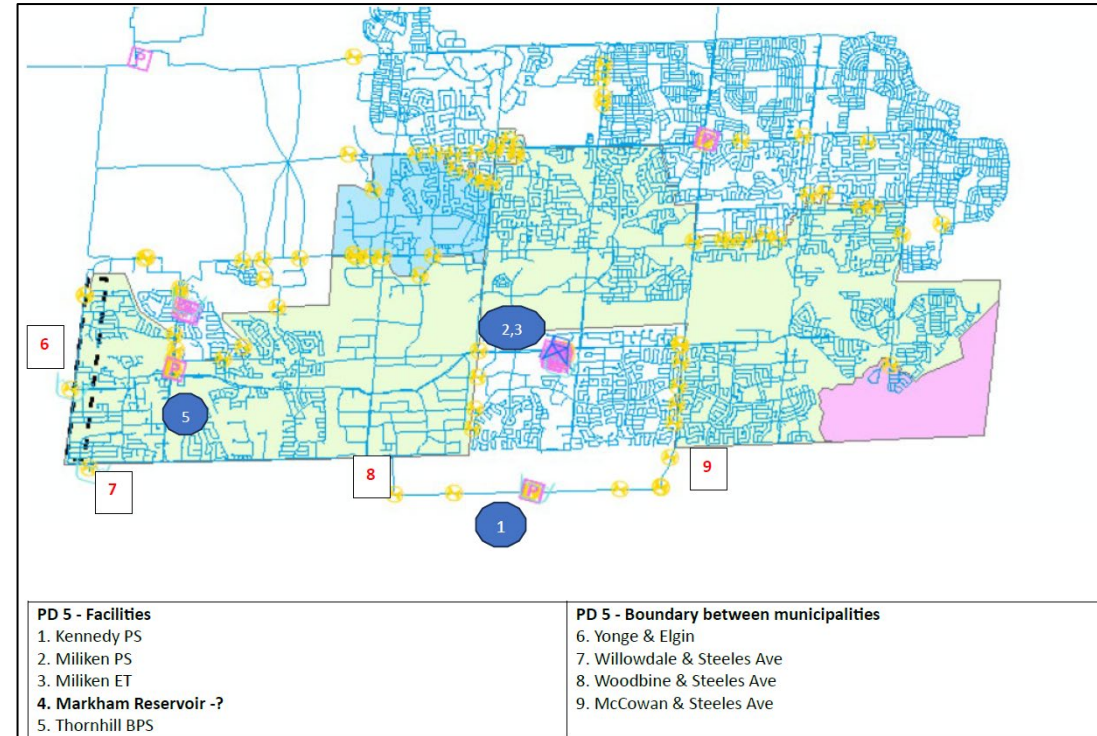 P
P
P
6
2,3
P
5
8
9
7
P
1
PD 5 - Facilities
1. Kennedy PS
2. Miliken PS
3. Miliken ET
4. Markham Reservoir -?
5. Thornhill BPS
PD 5 - Boundary between municipalities
6. Yonge & Elgin
7. Willowdale & Steeles Ave
8. Woodbine & Steeles Ave
9. McCowan & Steeles Ave